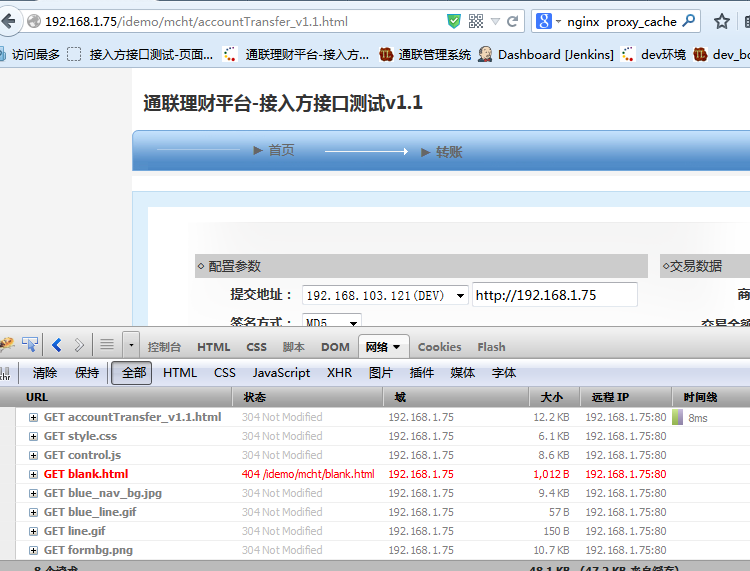 192.168.1.75/idemo/mcht/accountTransfer_v1.1.html nginx proxy_cache
访问最多 接入方接口测试-页面... 通联理财平台-接入方... 通联管理系统 Dashboard [Jenkins] dev环境
通联理财平台-接入方接口测试v1.1
首页 转账
配置参数 交易数据
提交地址： 192.168.103.121(DEV) http://192.168.1.75
签名方式： MD5
控制台 HTML CSS 脚本 DOM 网络 Cookies Flash
清除 保持 全部 HTML CSS JavaScript XHR 图片 插件 媒体 字体
URL 状态 域 大小 远程 IP 时间线
GET accountTransfer_v1.1.html 304 Not Modified 192.168.1.75 12.2 KB 192.168.1.75:80 8ms
GET style.css 304 Not Modified 192.168.1.75 6.1 KB 192.168.1.75:80
GET control.js 304 Not Modified 192.168.1.75 8.6 KB 192.168.1.75:80
GET blank.html 404 /idemo/mcht/blank.html 192.168.1.75 1,012 B 192.168.1.75:80
GET blue_nav_bg.jpg 304 Not Modified 192.168.1.75 9.4 KB 192.168.1.75:80
GET blue_line.gif 304 Not Modified 192.168.1.75 57 B 192.168.1.75:80
GET line.gif 304 Not Modified 192.168.1.75 150 B 192.168.1.75:80
GET formbg.png 304 Not Modified 192.168.1.75 10.7 KB 192.168.1.75:80